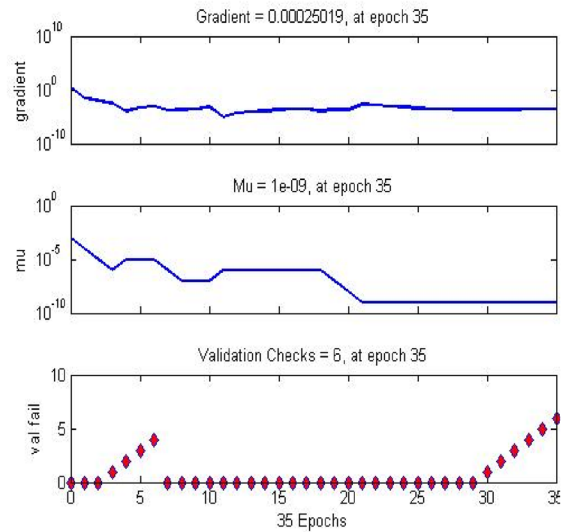 Gradient = 0.00025019, at epoch 35
10^10
10^0
10^-10
gradient
Mu = 1e-09, at epoch 35
10^0
10^-5
10^-10
mu
Validation Checks = 6, at epoch 35
10
5
0
val fail
0 5 10 15 20 25 30 35
35 Epochs